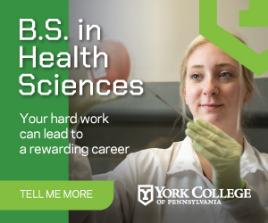 B.S. in
Health
Sciences
Your hard work
can lead to
a rewarding career
TELL ME MORE
YORK COLLEGE
OF PENNSYLVANIA